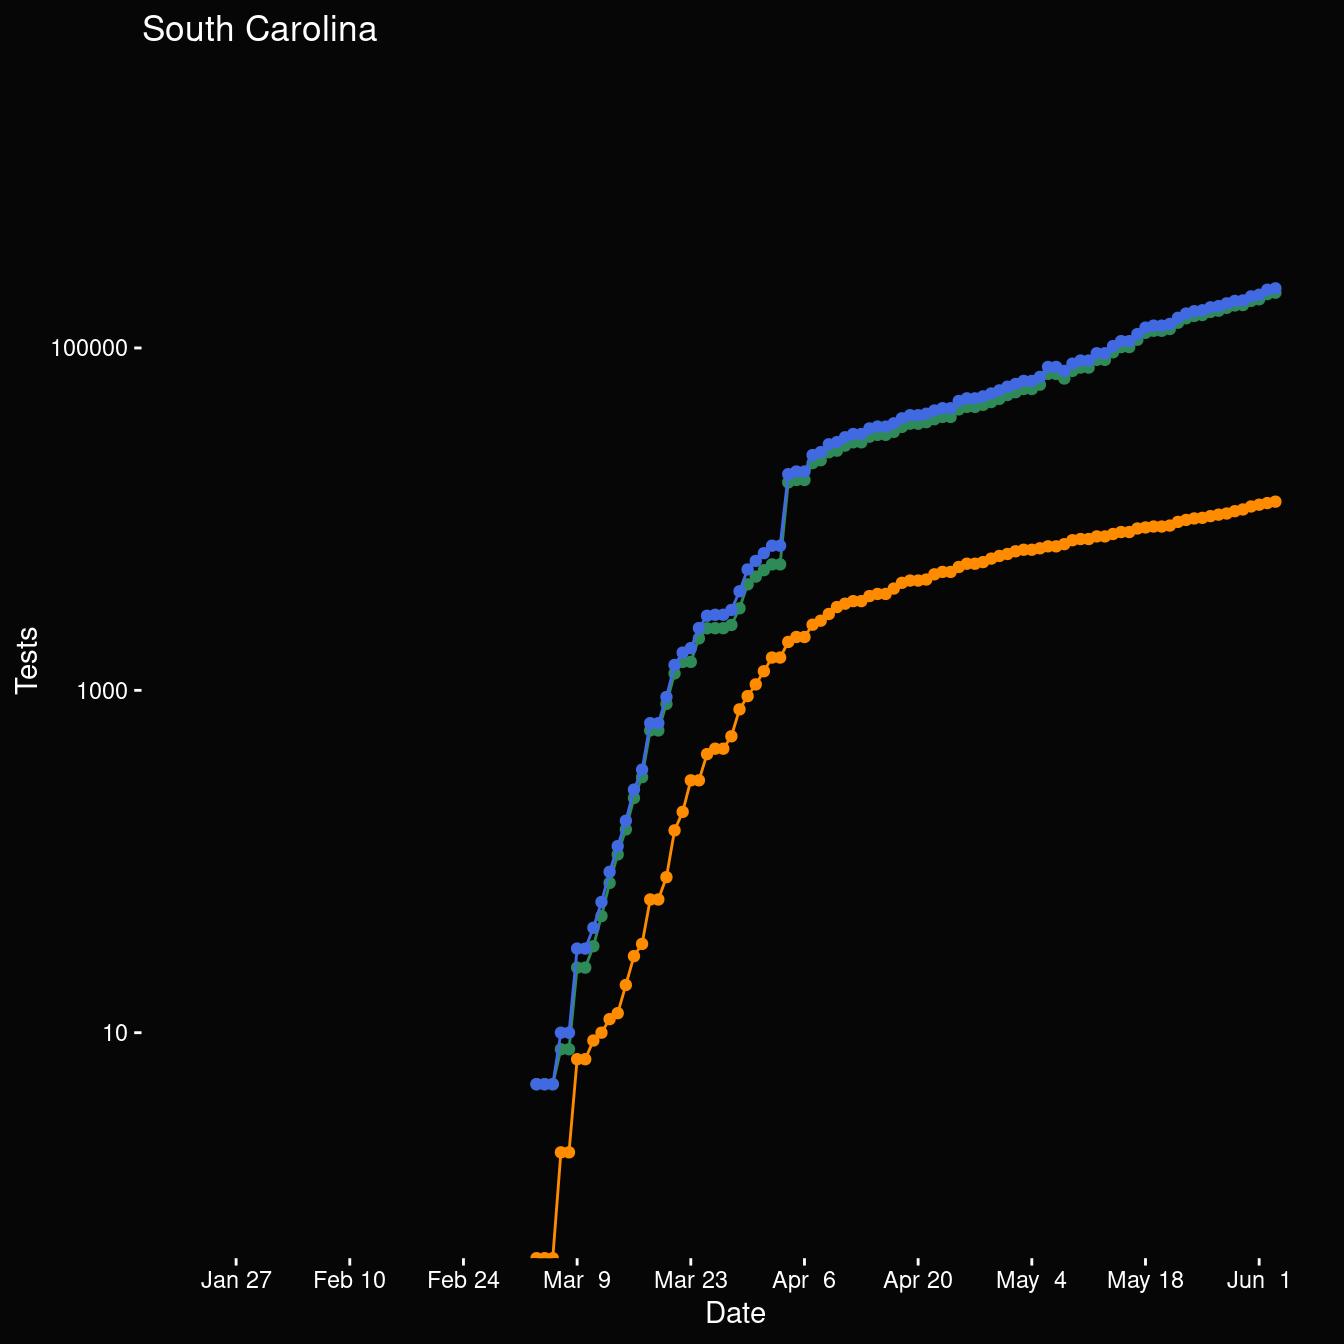 South Carolina
100000
1000
10
Tests
Jan 27
Feb 10
Feb 24
Mar  9
Mar 23
Apr  6
Apr 20
May  4
May 18
Jun  1
Date